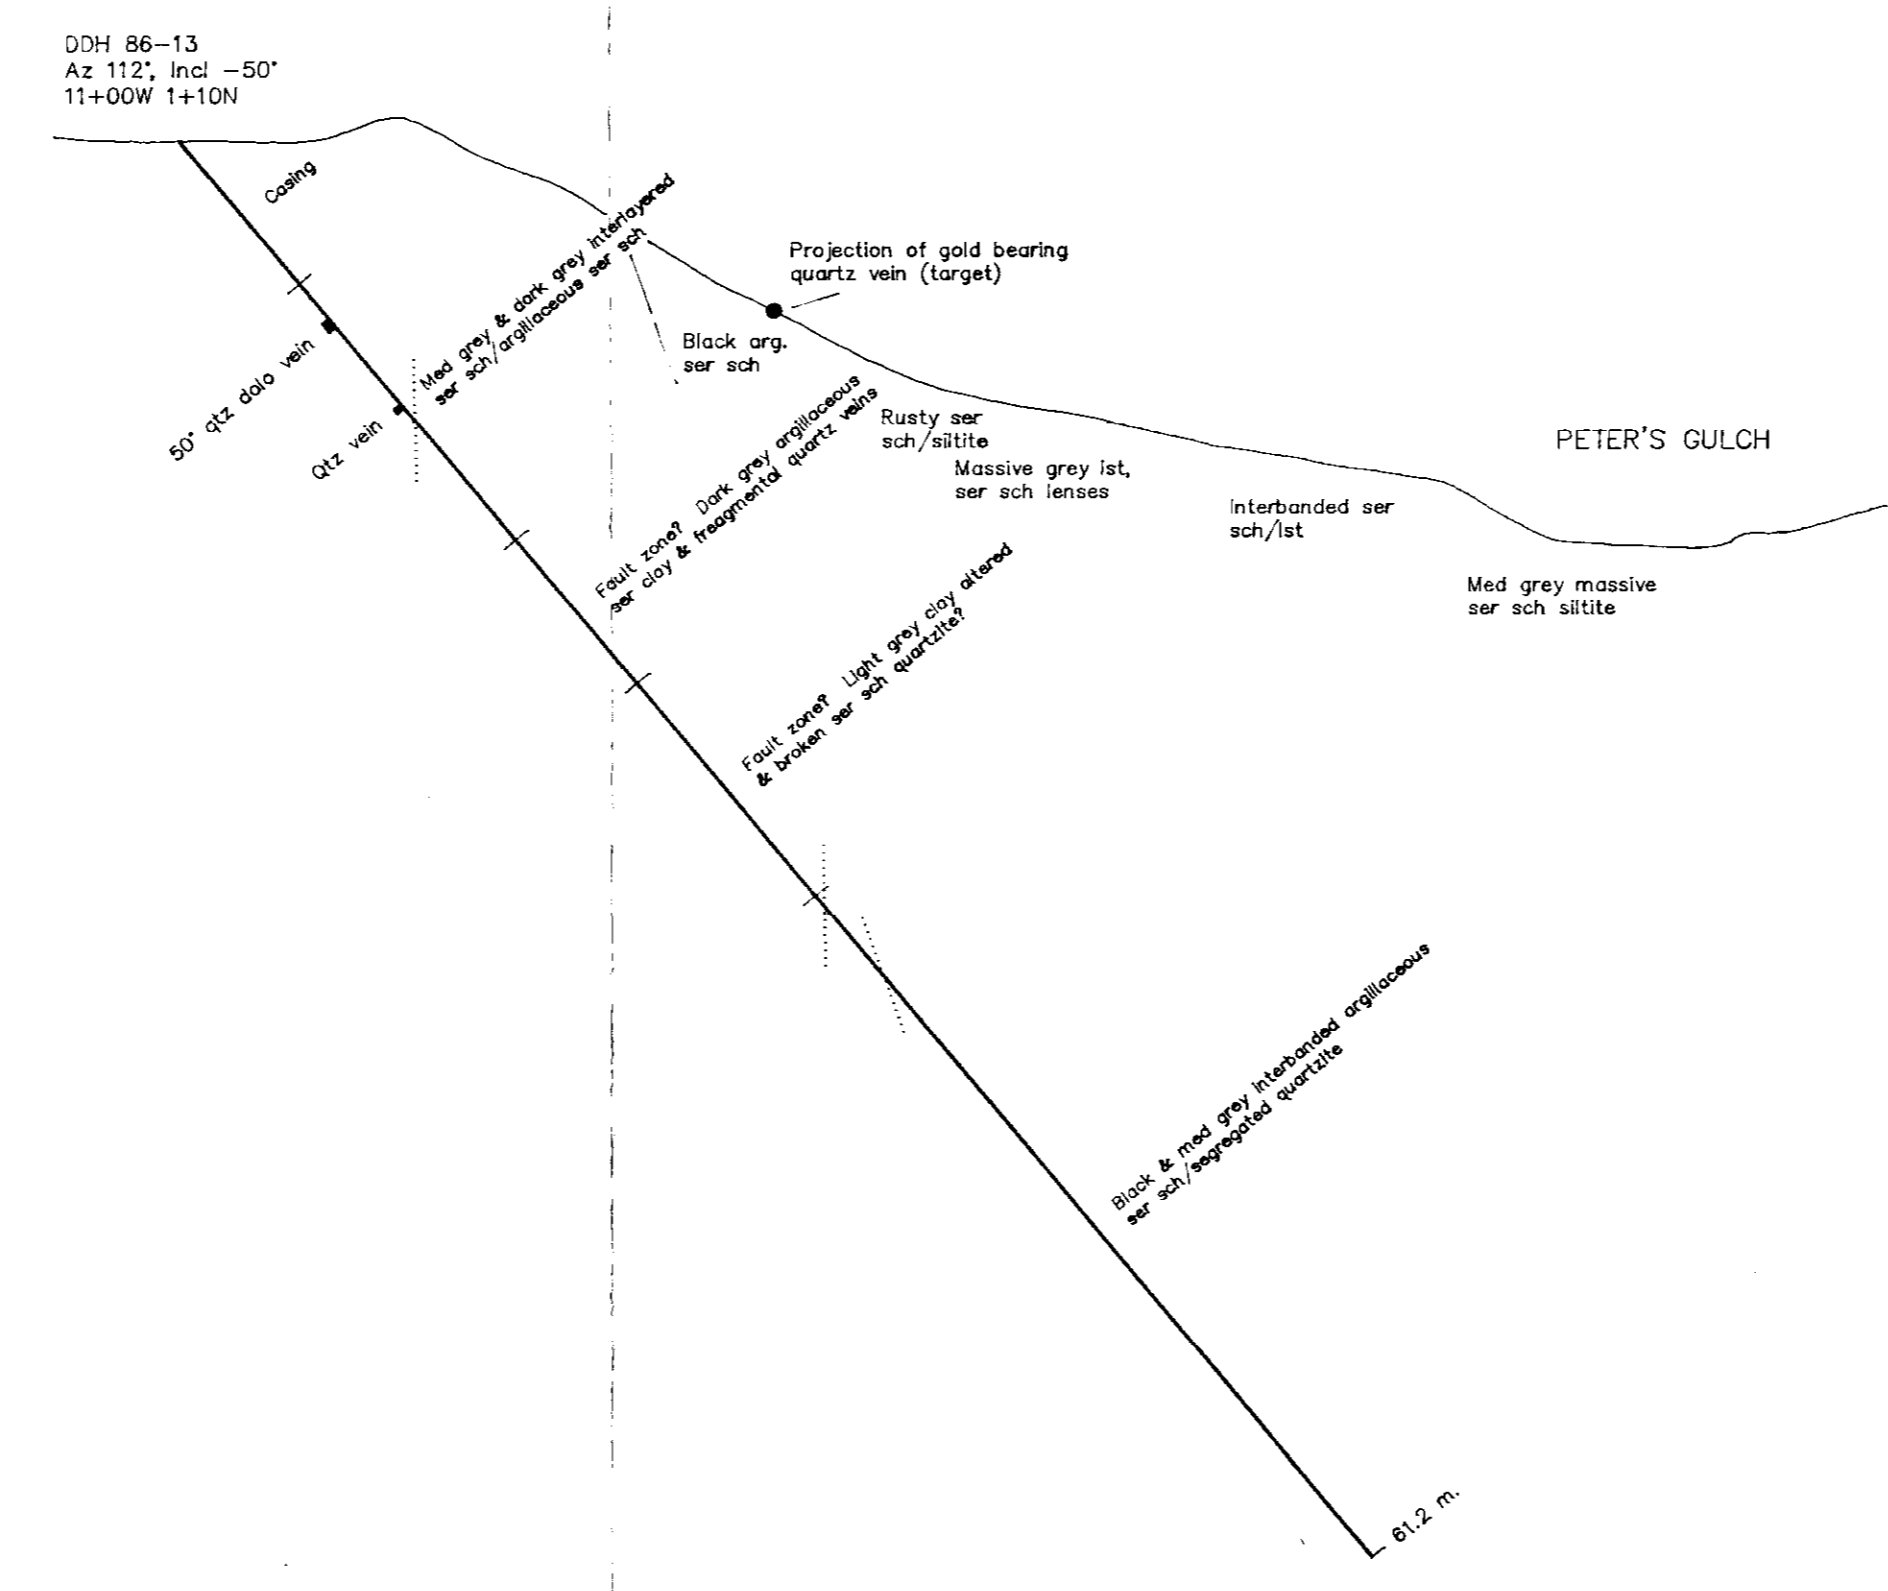 DDH 86-13
Az 112°, Incl -50°
11+00W 1+10N
Casing
50° qtz dolo vein
Qtz vein
Med grey & dark grey interlayered
ser sch/argillaceous ser sch
Projection of gold bearing
quartz vein (target)
Black arg.
ser sch
Fault zone? Dark grey argillaceous
ser clay & freagmental quartz veins
Rusty ser
sch/siltite
Massive grey lst,
ser sch lenses
PETER'S GULCH
Interbanded ser
sch/lst
Med grey massive
ser sch siltite
Fault zone? Light grey clay altered
& broken ser sch quartzite?
Black & med grey interbanded argillaceous
ser sch/segregated quartzite
61.2 m.